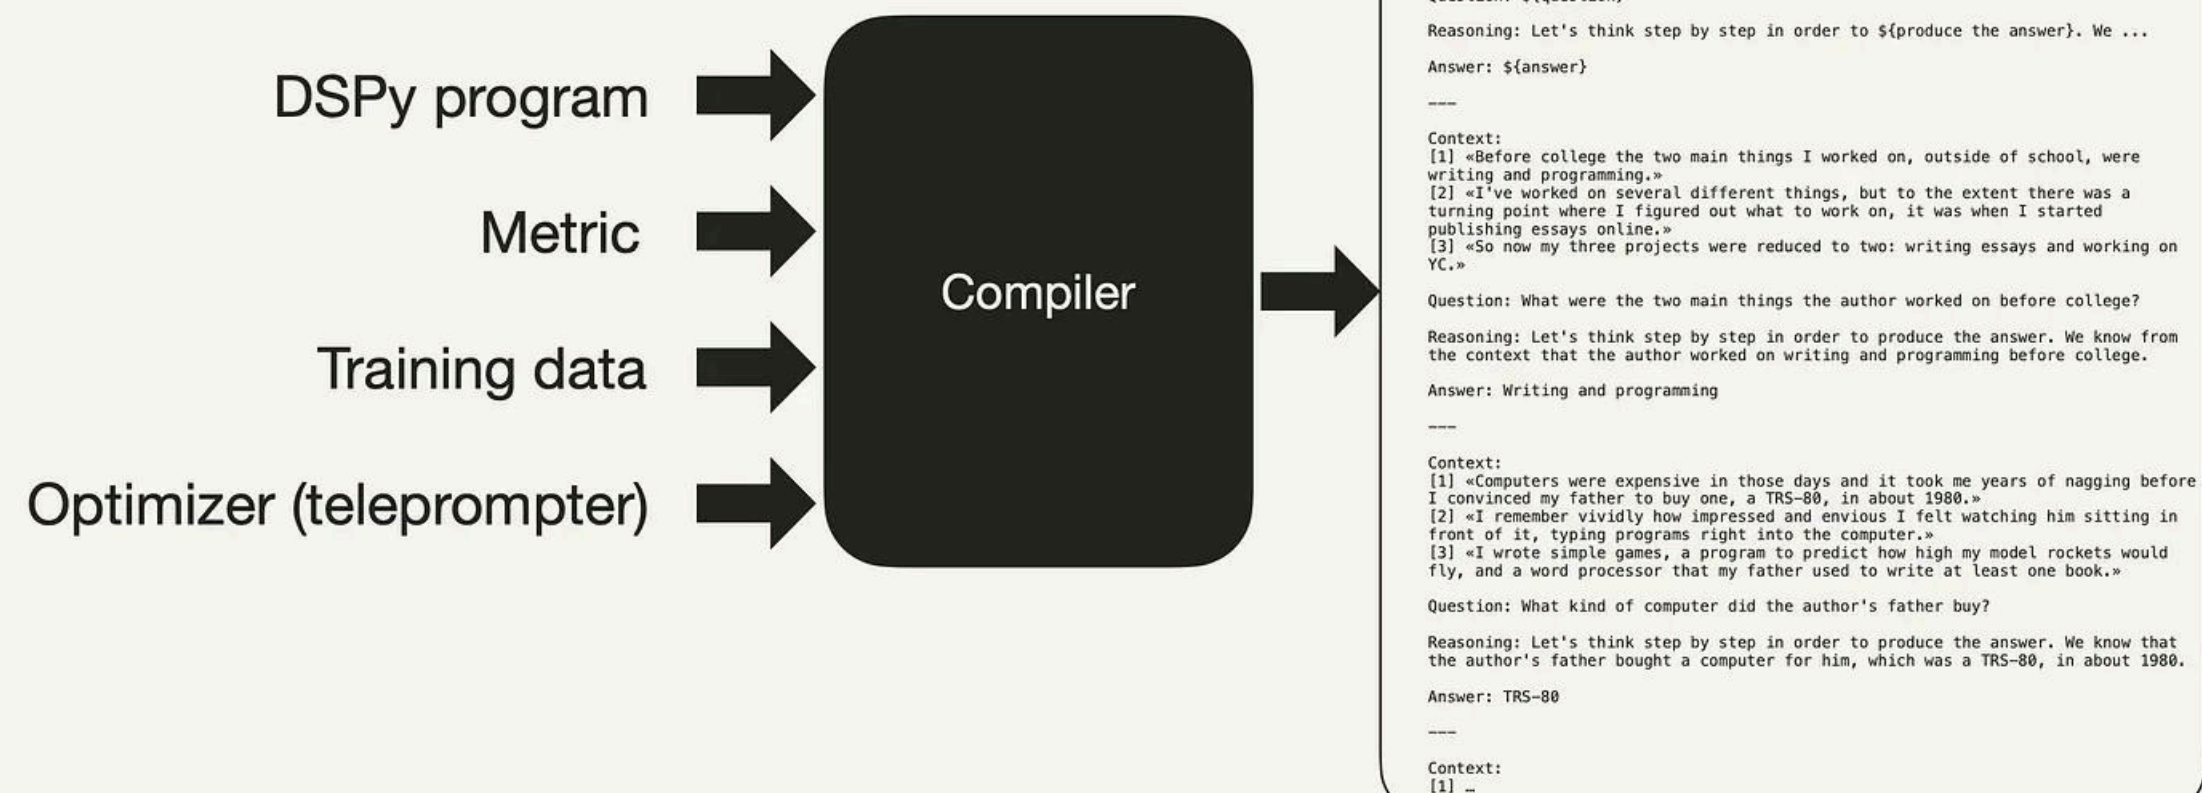 DSPy program
Metric
Training data
Optimizer (teleprompter)
Compiler
Reasoning: Let's think step by step in order to ${produce the answer}. We ...
Answer: ${answer}
---
Context:
[1] «Before college the two main things I worked on, outside of school, were
writing and programming.»
[2] «I've worked on several different things, but to the extent there was a
turning point where I figured out what to work on, it was when I started
publishing essays online.»
[3] «So now my three projects were reduced to two: writing essays and working on
YC.»
Question: What were the two main things the author worked on before college?
Reasoning: Let's think step by step in order to produce the answer. We know from
the context that the author worked on writing and programming before college.
Answer: Writing and programming
---
Context:
[1] «Computers were expensive in those days and it took me years of nagging before
I convinced my father to buy one, a TRS-80, in about 1980.»
[2] «I remember vividly how impressed and envious I felt watching him sitting in
front of it, typing programs right into the computer.»
[3] «I wrote simple games, a program to predict how high my model rockets would
fly, and a word processor that my father used to write at least one book.»
Question: What kind of computer did the author's father buy?
Reasoning: Let's think step by step in order to produce the answer. We know that
the author's father bought a computer for him, which was a TRS-80, in about 1980.
Answer: TRS-80
---
Context:
[1] …